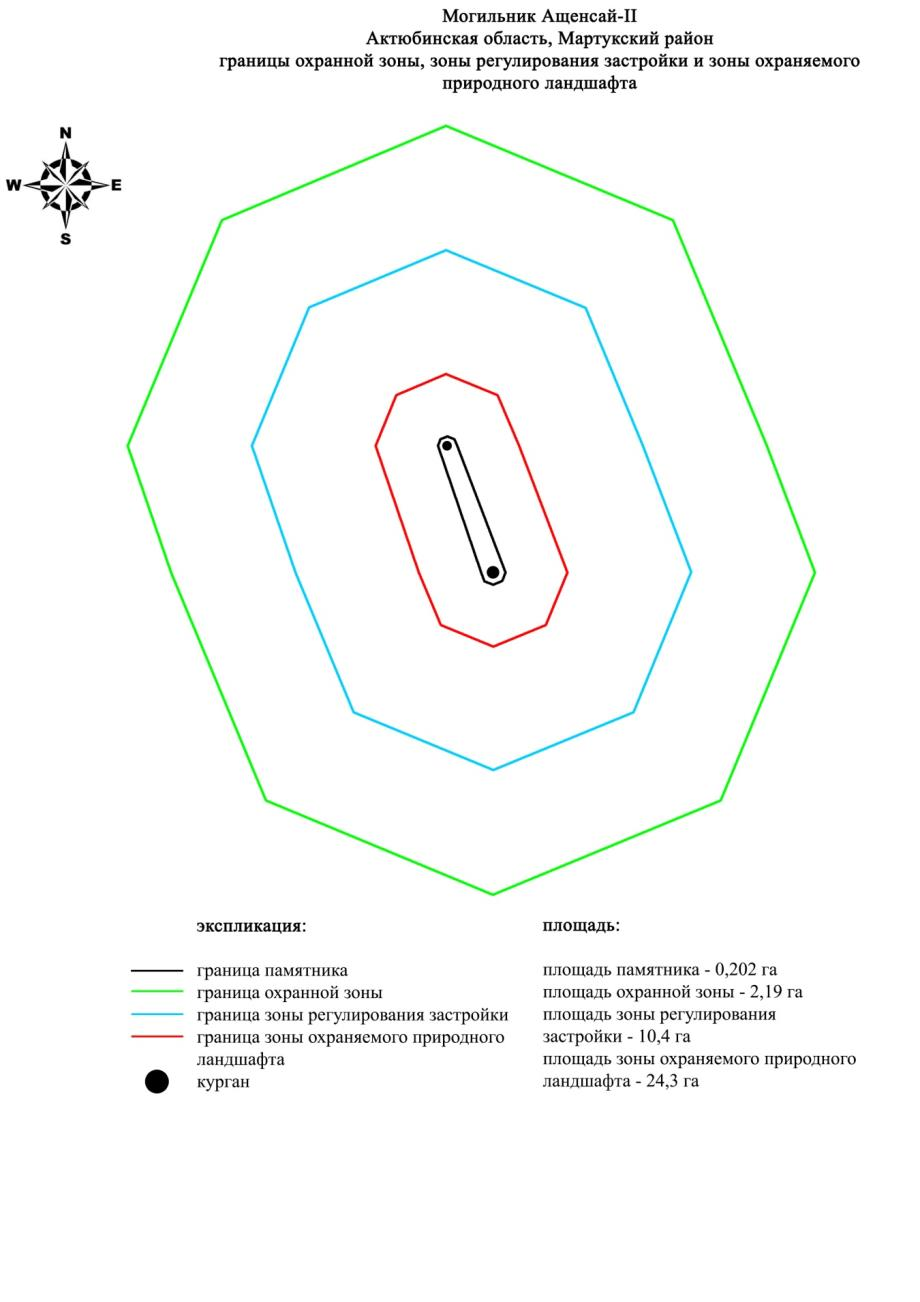 Могильник Ащенсай-II
Актюбинская область, Мартукский район
границы охранной зоны, зоны регулирования застройки и зоны охраняемого
природного ландшафта
N
W E
S
экспликация:
граница памятника
граница охранной зоны
граница зоны регулирования застройки
граница зоны охраняемого природного
ландшафта
курган
площадь:
площадь памятника - 0,202 га
площадь охранной зоны - 2,19 га
площадь зоны регулирования
застройки - 10,4 га
площадь зоны охраняемого природного
ландшафта - 24,3 га